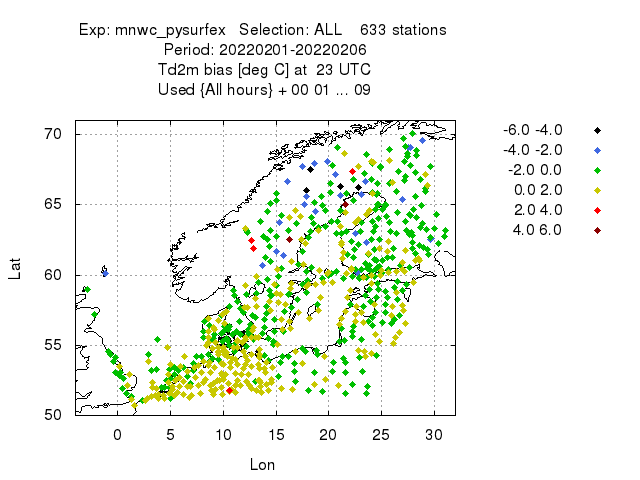 Exp: mnwc_pysurfex Selection: ALL 633 stations
Period: 20220201-20220206
Td2m bias [deg C] at 23 UTC
Used {All hours} + 00 01 ... 09
-6.0 -4.0
-4.0 -2.0
-2.0 0.0
0.0 2.0
2.0 4.0
4.0 6.0
Lat
70
65
60
55
50
0 5 10 15 20 25 30
Lon